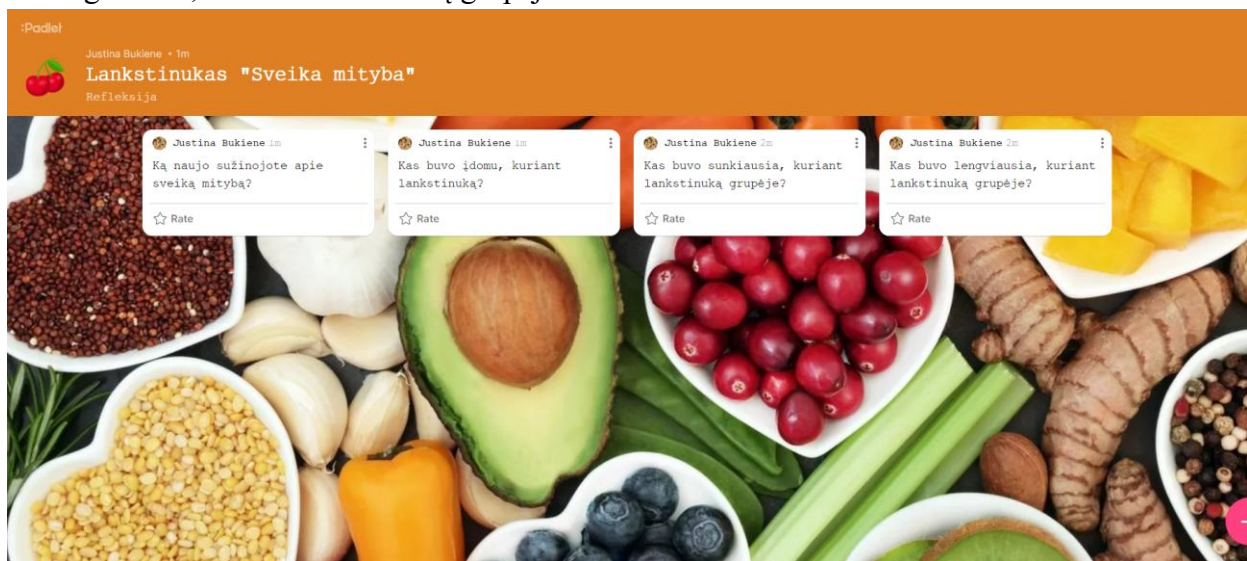 :Padlet
Justina Bukiene • 1m
Lankstinukas "Sveika mityba"
Refleksija
Justina Bukiene 1m
Ką naujo sužinojote apie
sveiką mitybą?
Rate
Justina Bukiene 1m
Kas buvo įdomu, kuriant
lankstinuką?
Rate
Justina Bukiene 2m
Kas buvo sunkiausia, kuriant
lankstinuką grupėje?
Rate
Justina Bukiene 2m
Kas buvo lengviausia, kuriant
lankstinuką grupėje?
Rate